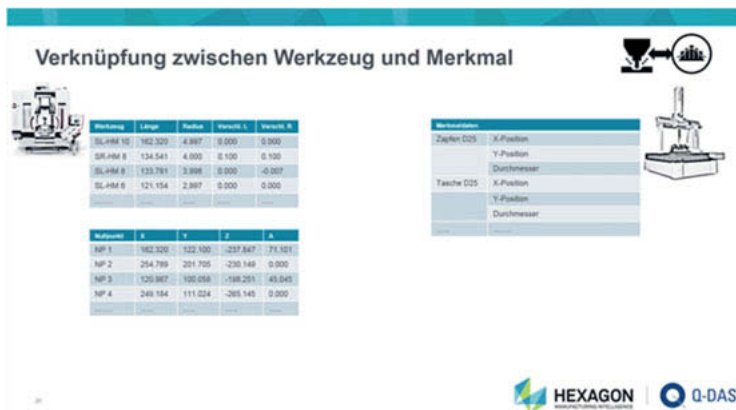 Verknüpfung zwischen Werkzeug und Merkmal
Werkzeug Länge Radius Verschl. L Verschl. R
SL-HM 10 162.320 4.997 0.000 0.000
SR-HM 8 134.541 4.000 0.100 0.100
SL-HM 8 133.781 3.998 0.000 -0.007
SL-HM 6 121.154 2,997 0.000 0.000
Nullpunkt X Y Z A
NP 1 162.320 122.100 -237.847 71.101
NP 2 254.789 201.705 -230.149 0.000
NP 3 120.987 100.058 -198.251 45.045
NP 4 249.184 111.024 -265.145 0.000
Merkmaldaten
Zapfen D25 X-Position
Y-Position
Durchmesser
Tasche D25 X-Position
Y-Position
Durchmesser
HEXAGON
MANUFACTURING INTELLIGENCE
Q-DAS